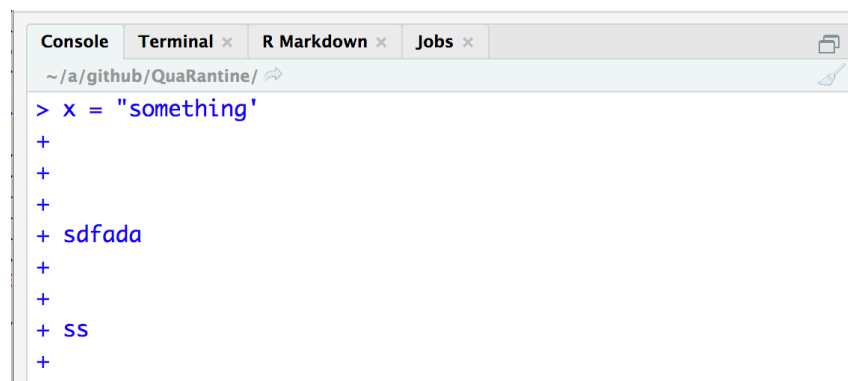 Console Terminal × R Markdown × Jobs ×
~/a/github/QuaRantine/
> x = "something'
+
+
+
+ sdfada
+
+
+ ss
+